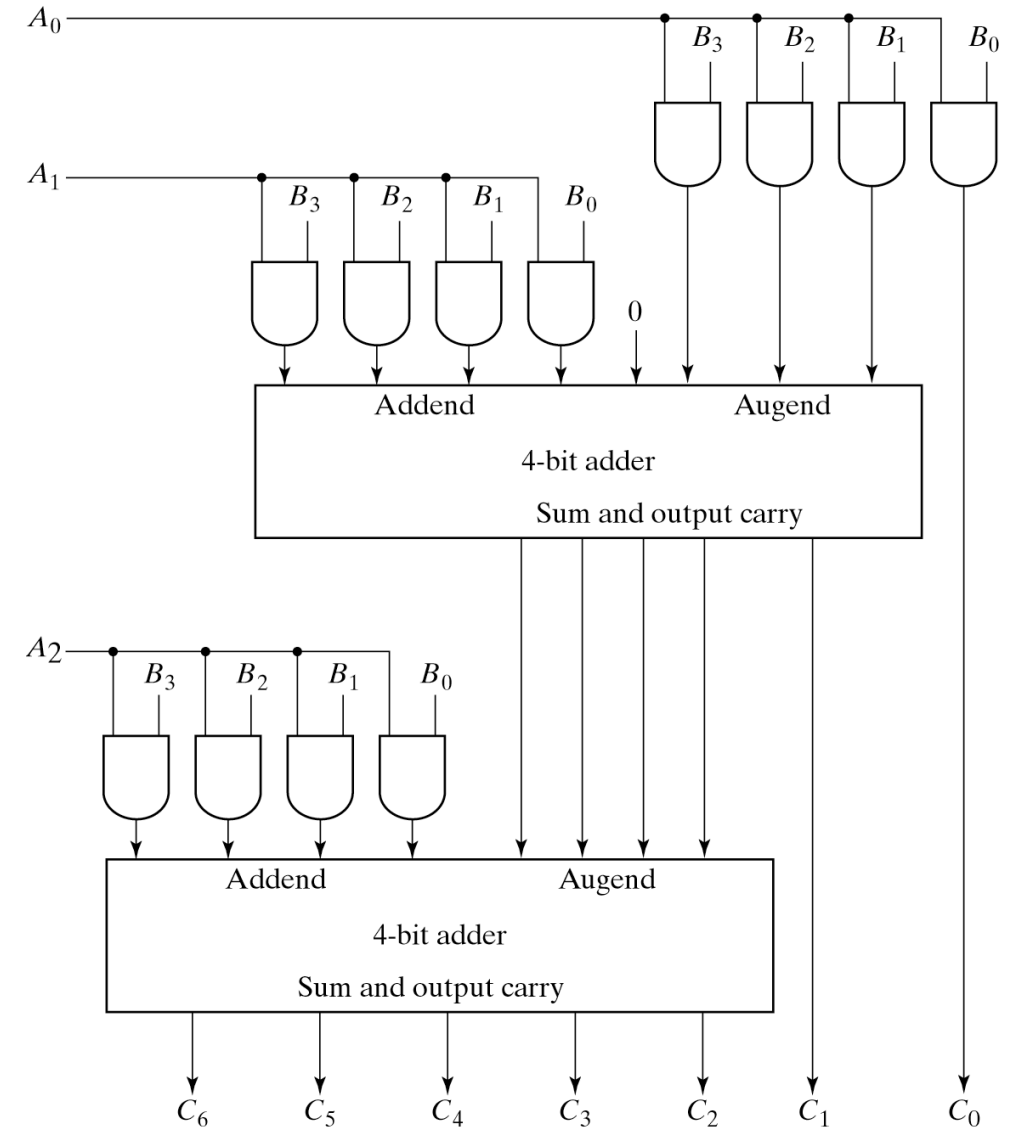 A₀
B₃ B₂ B₁ B₀
A₁
B₃ B₂ B₁ B₀
0
Addend Augend
4-bit adder
Sum and output carry
A₂
B₃ B₂ B₁ B₀
Addend Augend
4-bit adder
Sum and output carry
C₆ C₅ C₄ C₃ C₂ C₁ C₀